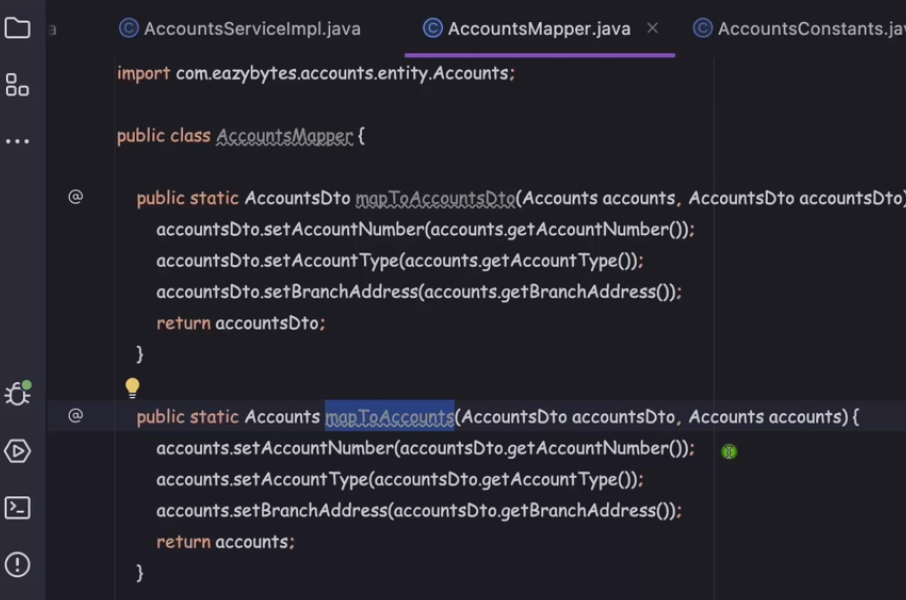 a AccountsServiceImpl.java AccountsMapper.java AccountsConstants.jav
import com.eazybytes.accounts.entity.Accounts;
public class AccountsMapper {
public static AccountsDto mapToAccountsDto(Accounts accounts, AccountsDto accountsDto)
accountsDto.setAccountNumber(accounts.getAccountNumber());
accountsDto.setAccountType(accounts.getAccountType());
accountsDto.setBranchAddress(accounts.getBranchAddress());
return accountsDto;
}
public static Accounts mapToAccounts(AccountsDto accountsDto, Accounts accounts) {
accounts.setAccountNumber(accountsDto.getAccountNumber());
accounts.setAccountType(accountsDto.getAccountType());
accounts.setBranchAddress(accountsDto.getBranchAddress());
return accounts;
}